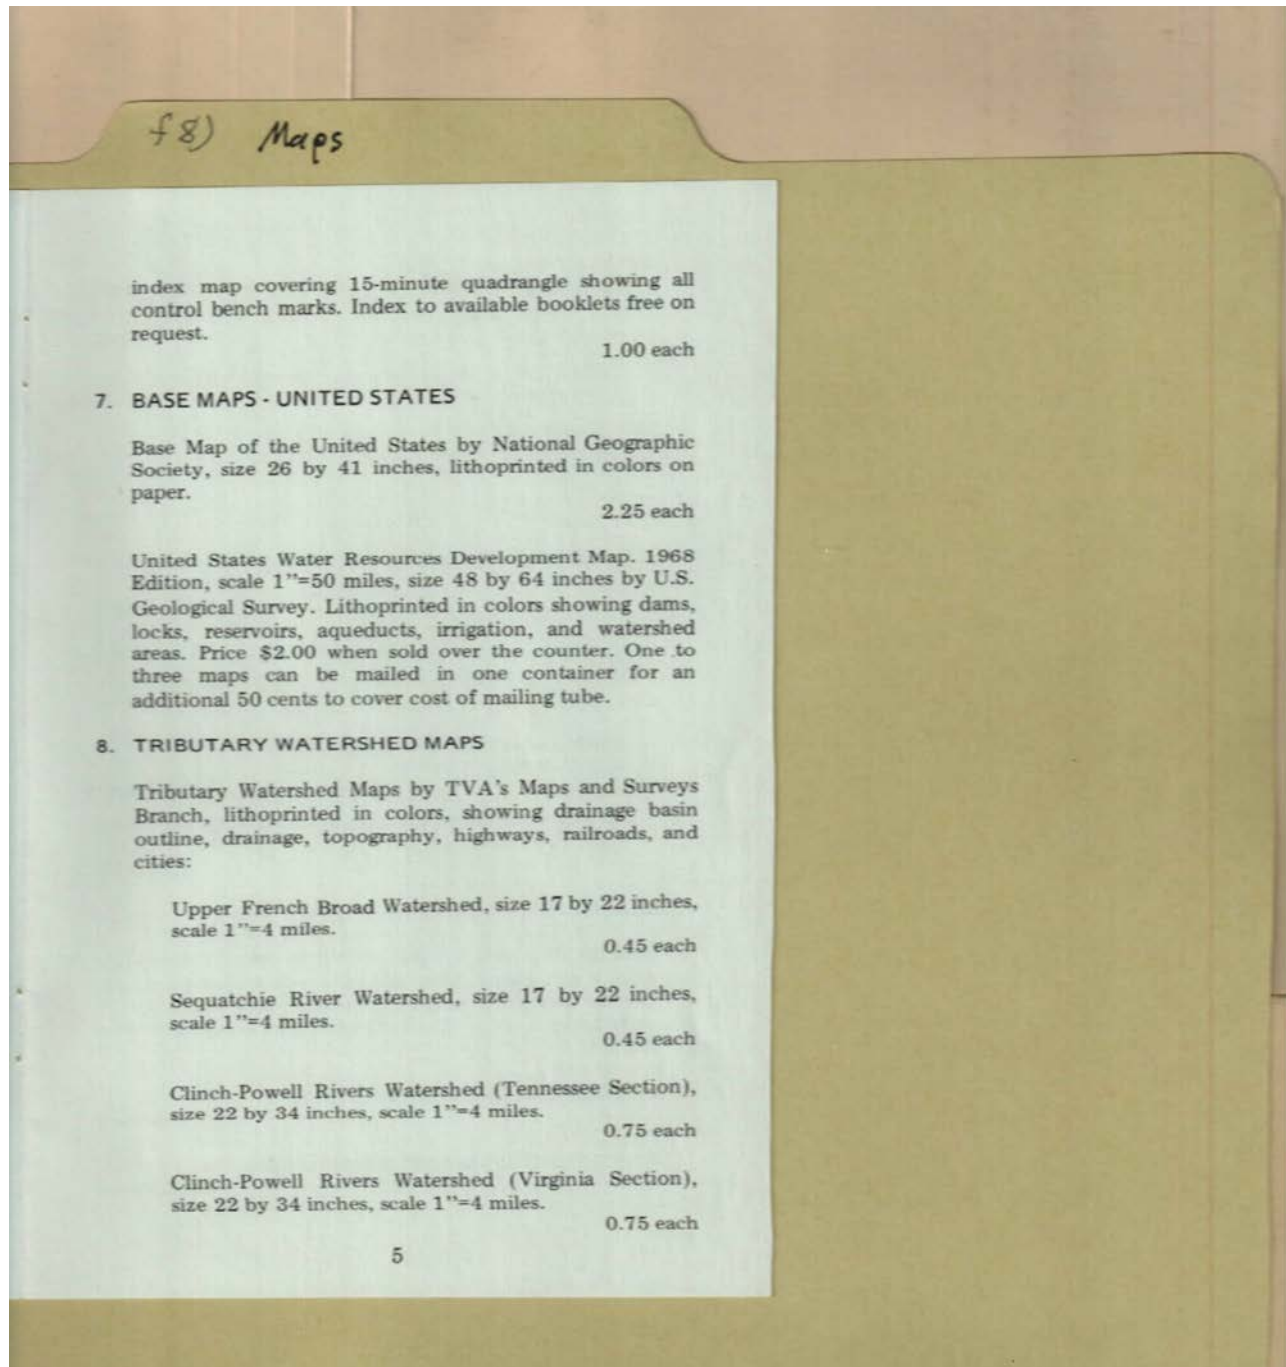 f 8) Maps
index map covering 15-minute quadrangle showing all
control bench marks. Index to available booklets free on
request.
1.00 each
7. BASE MAPS - UNITED STATES
Base Map of the United States by National Geographic
Society, size 26 by 41 inches, lithoprinted in colors on
paper.
2.25 each
United States Water Resources Development Map. 1968
Edition, scale 1"=50 miles, size 48 by 64 inches by U.S.
Geological Survey. Lithoprinted in colors showing dams,
locks, reservoirs, aqueducts, irrigation, and watershed
areas. Price $2.00 when sold over the counter. One to
three maps can be mailed in one container for an
additional 50 cents to cover cost of mailing tube.
8. TRIBUTARY WATERSHED MAPS
Tributary Watershed Maps by TVA's Maps and Surveys
Branch, lithoprinted in colors, showing drainage basin
outline, drainage, topography, highways, railroads, and
cities:
Upper French Broad Watershed, size 17 by 22 inches,
scale 1"=4 miles.
0.45 each
Sequatchie River Watershed, size 17 by 22 inches,
scale 1"=4 miles.
0.45 each
Clinch-Powell Rivers Watershed (Tennessee Section),
size 22 by 34 inches, scale 1"=4 miles.
0.75 each
Clinch-Powell Rivers Watershed (Virginia Section),
size 22 by 34 inches, scale 1"=4 miles.
0.75 each
5